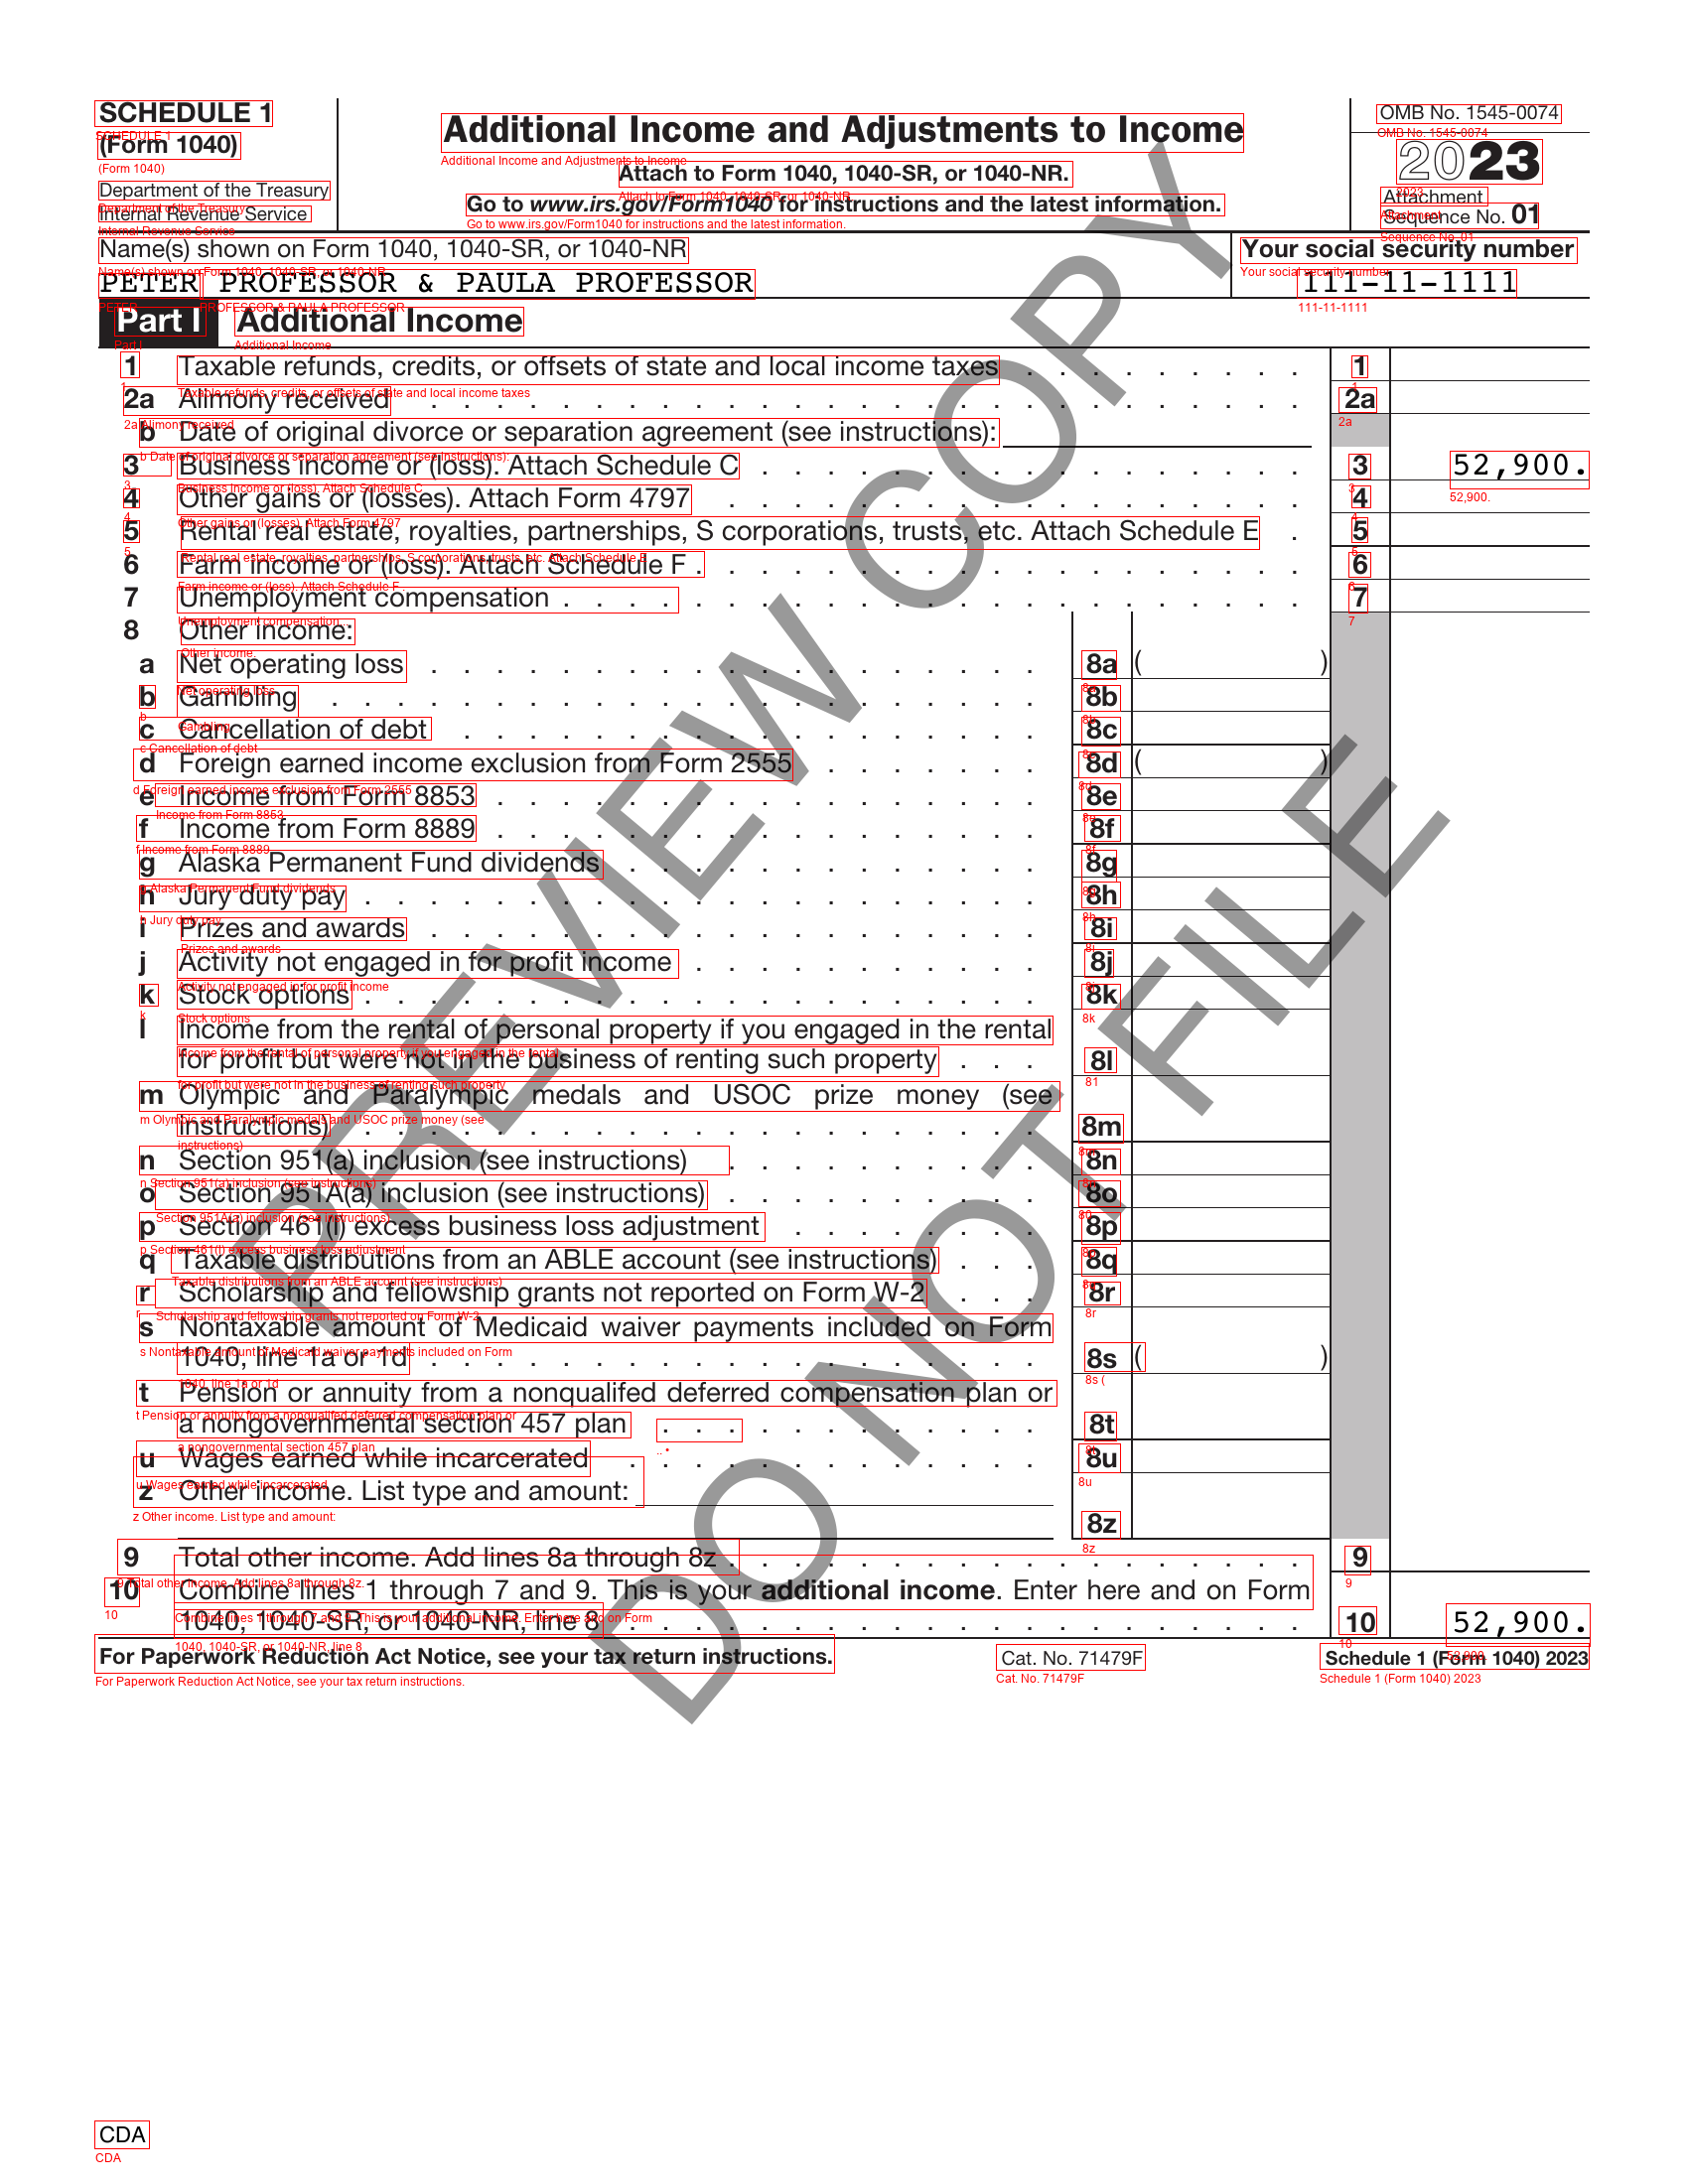 SCHEDULE 1
(Form 1040)
Department of the Treasury
Internal Revenue Service
Additional Income and Adjustments to Income
Attach to Form 1040, 1040-SR, or 1040-NR.
Go to www.irs.gov/Form1040 for instructions and the latest information.
OMB No. 1545-0074
2023
Attachment
Sequence No. 01
Name(s) shown on Form 1040, 1040-SR, or 1040-NR
PETER PROFESSOR & PAULA PROFESSOR
Your social security number
111-11-1111
Part I Additional Income
1 Taxable refunds, credits, or offsets of state and local income taxes 1
2a Alimony received 2a
b Date of original divorce or separation agreement (see instructions):
3 Business income or (loss). Attach Schedule C 3 52,900.
4 Other gains or (losses). Attach Form 4797 4
5 Rental real estate, royalties, partnerships, S corporations, trusts, etc. Attach Schedule E 5
6 Farm income or (loss). Attach Schedule F 6
7 Unemployment compensation 7
8 Other income:
a Net operating loss 8a ( )
b Gambling 8b
c Cancellation of debt 8c
d Foreign earned income exclusion from Form 2555 8d ( )
e Income from Form 8853 8e
f Income from Form 8889 8f
g Alaska Permanent Fund dividends 8g
h Jury duty pay 8h
i Prizes and awards 8i
j Activity not engaged in for profit income 8j
k Stock options 8k
l Income from the rental of personal property if you engaged in the rental
for profit but were not in the business of renting such property 8l
m Olympic and Paralympic medals and USOC prize money (see
instructions) 8m
n Section 951(a) inclusion (see instructions) 8n
o Section 951A(a) inclusion (see instructions) 8o
p Section 461(l) excess business loss adjustment 8p
q Taxable distributions from an ABLE account (see instructions) 8q
r Scholarship and fellowship grants not reported on Form W-2 8r
s Nontaxable amount of Medicaid waiver payments included on Form
1040, line 1a or 1d 8s ( )
t Pension or annuity from a nonqualifed deferred compensation plan or
a nongovernmental section 457 plan 8t
u Wages earned while incarcerated 8u
z Other income. List type and amount:
8z
9 Total other income. Add lines 8a through 8z 9
10 Combine lines 1 through 7 and 9. This is your additional income. Enter here and on Form
1040, 1040-SR, or 1040-NR, line 8 10 52,900.
For Paperwork Reduction Act Notice, see your tax return instructions. Cat. No. 71479F Schedule 1 (Form 1040) 2023
PREVIEW COPY
DO NOT FILE
CDA